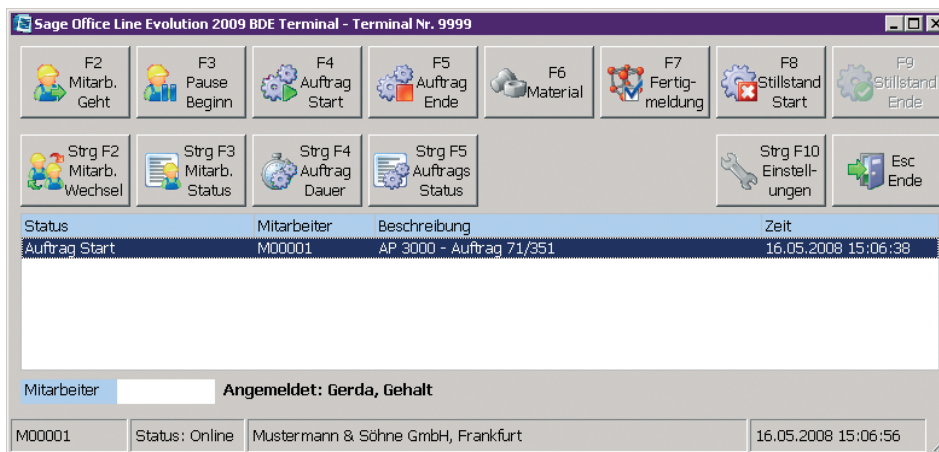 Sage Office Line Evolution 2009 BDE Terminal - Terminal Nr. 9999
F2
Mitarb.
Geht
F3
Pause
Beginn
F4
Auftrag
Start
F5
Auftrag
Ende
F6
Material
F7
Fertig-
meldung
F8
Stillstand
Start
F9
Stillstand
Ende
Strg F2
Mitarb.
Wechsel
Strg F3
Mitarb.
Status
Strg F4
Auftrag
Dauer
Strg F5
Auftrags
Status
Strg F10
Einstell-
ungen
Esc
Ende
Status Mitarbeiter Beschreibung Zeit
Auftrag Start M00001 AP 3000 - Auftrag 71/351 16.05.2008 15:06:38
Mitarbeiter Angemeldet: Gerda, Gehalt
M00001 Status: Online Mustermann & Söhne GmbH, Frankfurt 16.05.2008 15:06:56